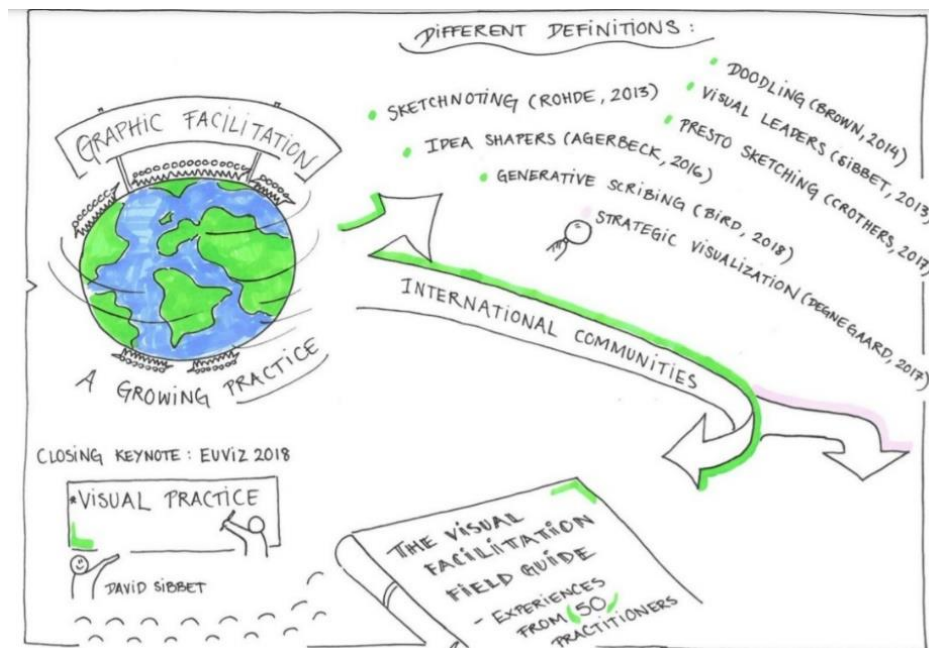 DIFFERENT DEFINITIONS:
GRAPHIC FACILITATION
A GROWING PRACTICE
SKETCHNOTING (ROHDE, 2013)
IDEA SHAPERS (AGERBECK, 2016)
GENERATIVE SCRIBING (BIRD, 2018)
STRATEGIC VISUALIZATION (DEGNEGAARD, 2017)
DOODLING (BROWN, 2014)
VISUAL LEADERS (SIBBET, 2013)
PRESTO SKETCHING (CROTHERS, 2017)
INTERNATIONAL COMMUNITIES
CLOSING KEYNOTE: EUVIZ 2018
*VISUAL PRACTICE
DAVID SIBBET
THE VISUAL
FACILITATION
FIELD GUIDE
- EXPERIENCES
FROM 50
PRACTITIONERS